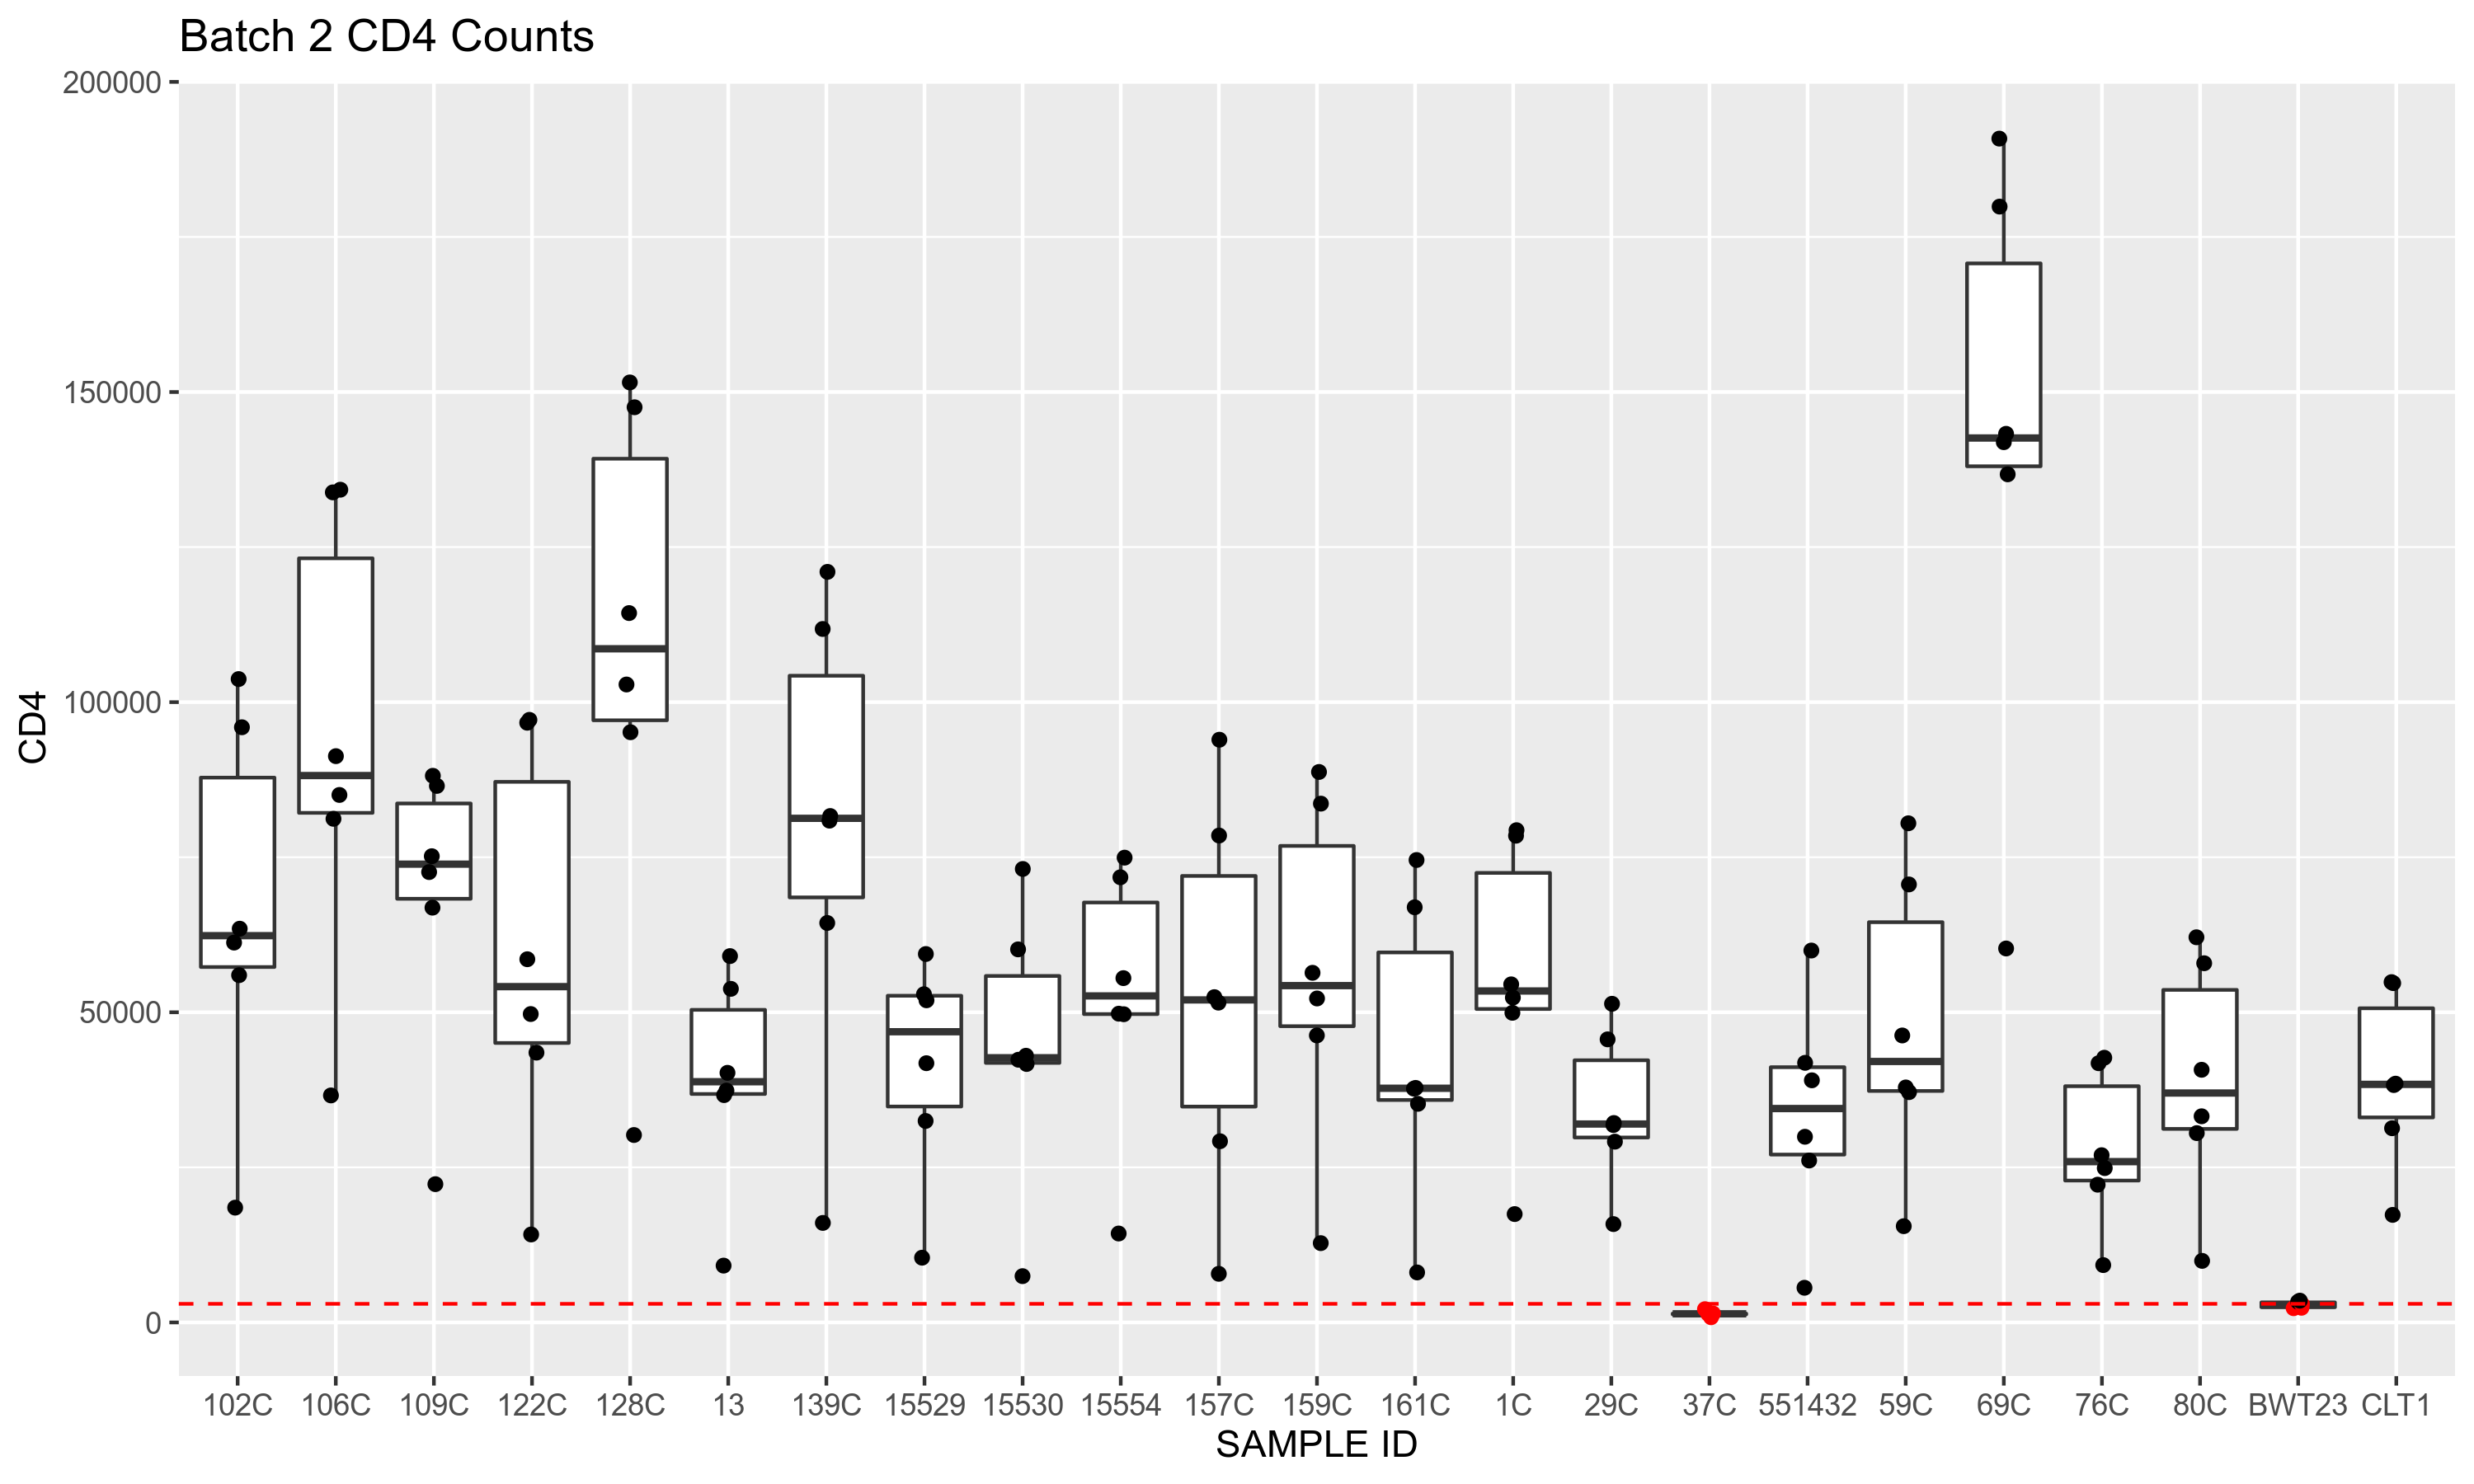 Batch 2 CD4 Counts
200000
150000
100000
50000
0
CD4
102C 106C 109C 122C 128C 13 139C 15529 15530 15554 157C 159C 161C 1C 29C 37C 551432 59C 69C 76C 80C BWT23 CLT1
SAMPLE ID